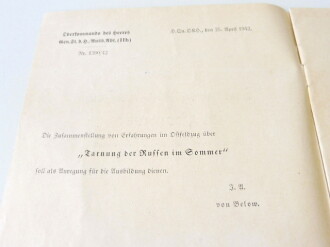 Oberkommando des Heeres
Gen. St. d. H., Ausb. Abt. (Ia)
Nr. 1550/42
H. Qu. OKH., den 25. April 1942.
Die Zusammenstellung von Erfahrungen im Ostfeldzug über
„Tarnung der Russen im Sommer“
soll als Anregung für die Ausbildung dienen.
J. A.
von Below.